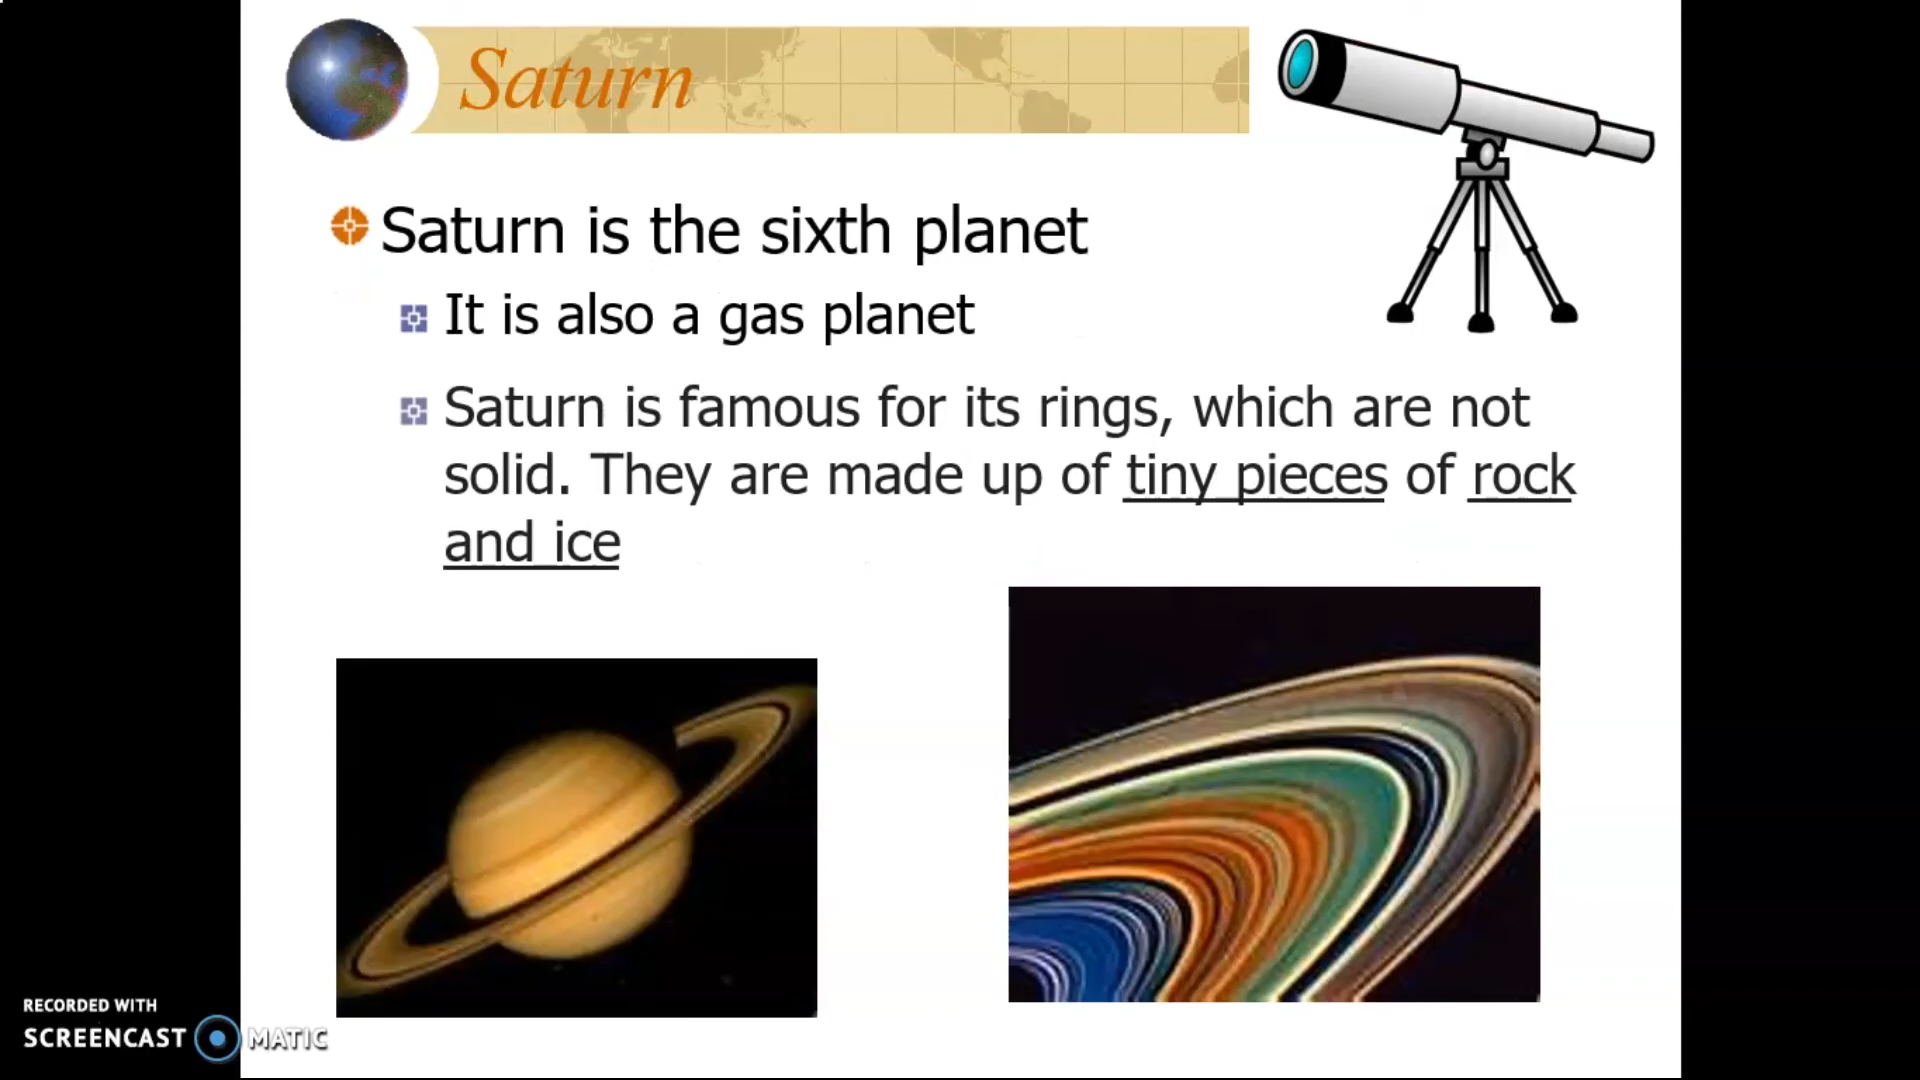 Saturn
Saturn is the sixth planet
It is also a gas planet
Saturn is famous for its rings, which are not
solid. They are made up of tiny pieces of rock
and ice
RECORDED WITH
SCREENCAST MATIC